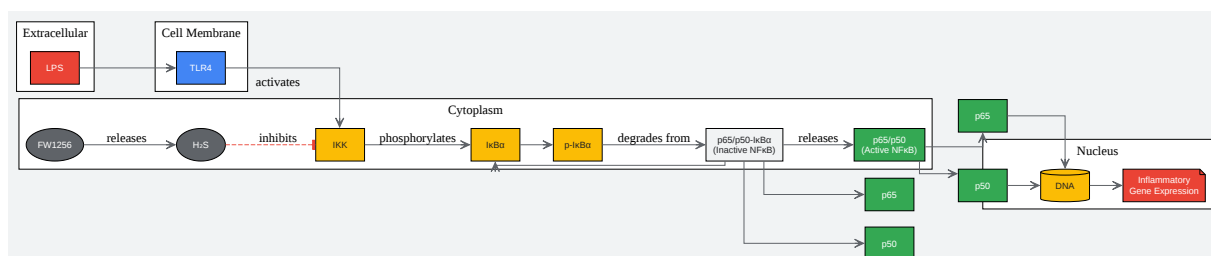 Extracellular
Cell Membrane
LPS
TLR4
activates
Cytoplasm
FW1256
releases
H₂S
inhibits
IKK
phosphorylates
IκBα
p-IκBα
degrades from
p65/p50-IκBα
(Inactive NFκB)
releases
p65/p50
(Active NFκB)
p65
Nucleus
p50
DNA
Inflammatory
Gene Expression
p65
p50